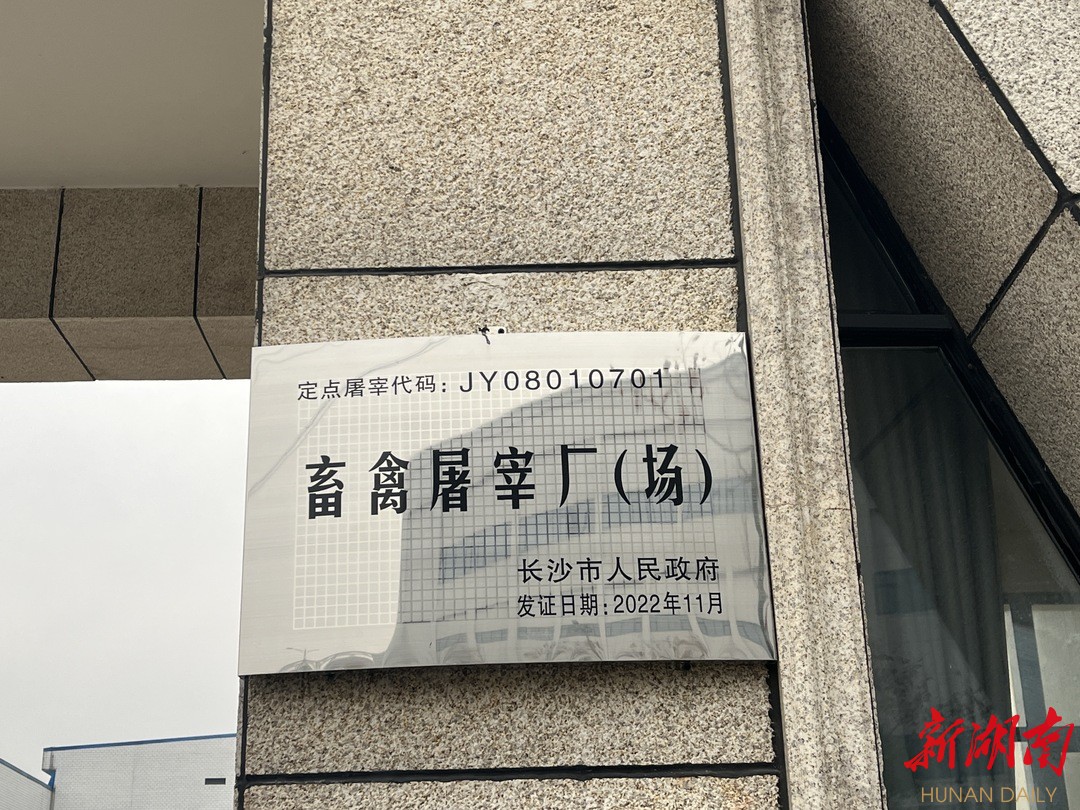 定点屠宰代码：JY08010701
畜禽屠宰厂(场)
长沙市人民政府
发证日期：2022年11月
新湖南
HUNAN DAILY